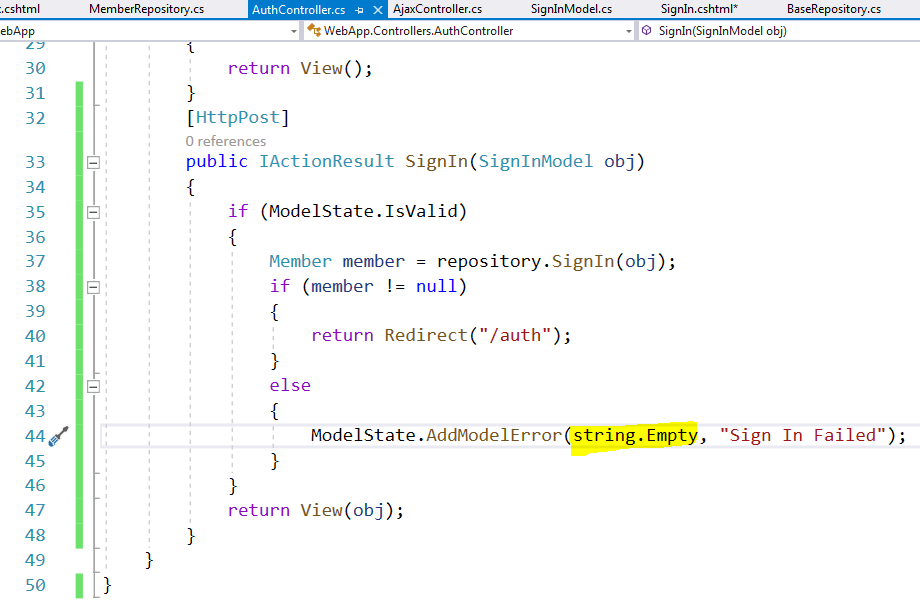 .cshtml MemberRepository.cs AuthController.cs AjaxController.cs SignInModel.cs SignIn.cshtml* BaseRepository.cs
ebApp WebApp.Controllers.AuthController SignIn(SignInModel obj)
29 {
30 return View();
31 }
32 [HttpPost]
0 references
33 public IActionResult SignIn(SignInModel obj)
34 {
35 if (ModelState.IsValid)
36 {
37 Member member = repository.SignIn(obj);
38 if (member != null)
39 {
40 return Redirect("/auth");
41 }
42 else
43 {
44 ModelState.AddModelError(string.Empty, "Sign In Failed");
45 }
46 }
47 return View(obj);
48 }
49 }
50 }